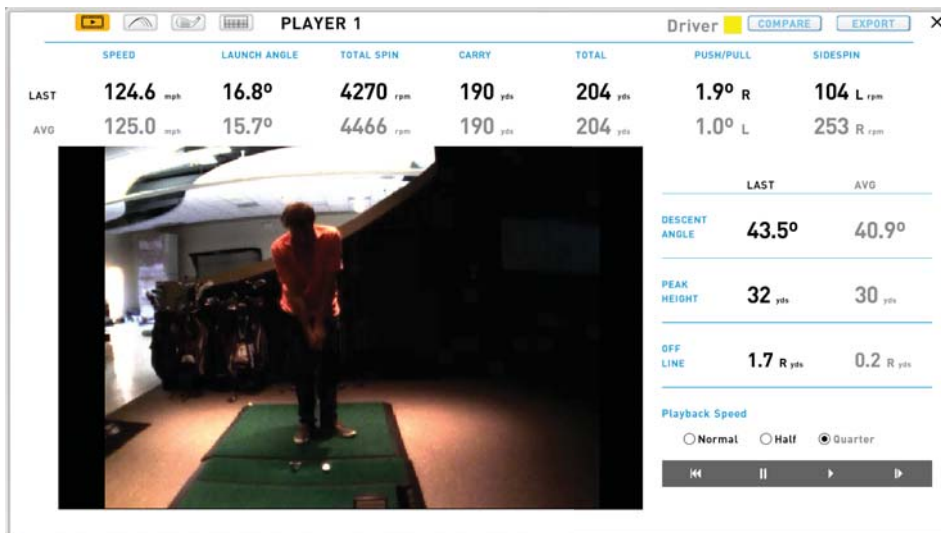 PLAYER 1 Driver COMPARE EXPORT X
SPEED LAUNCH ANGLE TOTAL SPIN CARRY TOTAL PUSH/PULL SIDESPIN
LAST 124.6 mph 16.8º 4270 rpm 190 yds 204 yds 1.9º R 104 L rpm
AVG 125.0 mph 15.7º 4466 rpm 190 yds 204 yds 1.0º L 253 R rpm
LAST AVG
DESCENT
ANGLE 43.5º 40.9º
PEAK
HEIGHT 32 yds 30 yds
OFF
LINE 1.7 R yds 0.2 R yds
Playback Speed
Normal Half Quarter